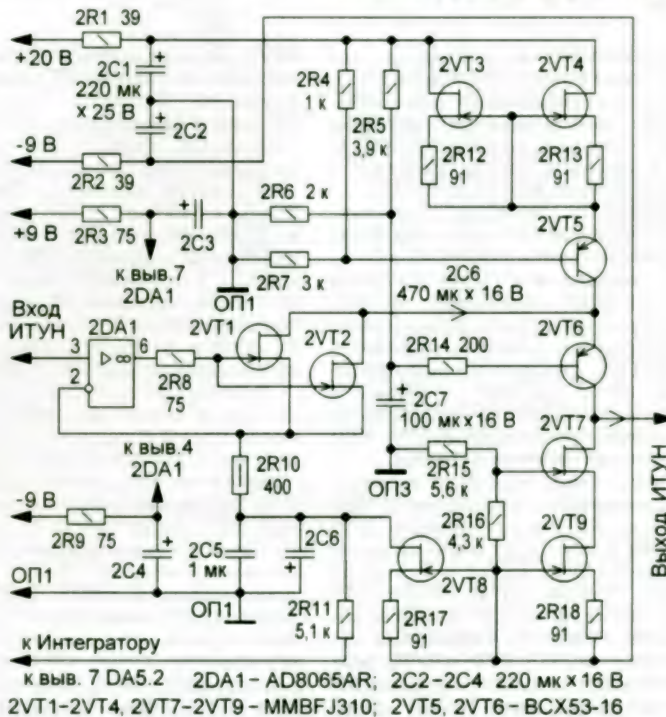 2R1 39
+20 В
2C1
220 мк
х 25 В
2C2
-9 В
2R2 39
+9 В
2R3 75
2C3
к выв.7
2DA1
ОП1
2R4
1 к
2R5
3,9 к
2R6 2 к
2R7 3 к
2VT3
2VT4
2R12
91
2R13
91
2VT5
2C6
470 мк х 16 В
Вход
ИТУН
2DA1
3
6
2
▷ ∞
2R8
75
2VT1
2VT2
2R14 200
2VT6
2C7
100 мк х 16 В
2VT7
к выв.4
2DA1
2R10
400
ОП3
2R15
5,6 к
2R16
4,3 к
2VT9
-9 В
2R9 75
2C4
2C5
1 мк
2C6
2VT8
ОП1
ОП1
2R11
5,1 к
2R17
91
2R18
91
Выход ИТУН
к Интегратору
к выв. 7 DA5.2 2DA1 – AD8065AR; 2C2–2C4 220 мк х 16 В
2VT1–2VT4, 2VT7–2VT9 – MMBFJ310; 2VT5, 2VT6 – BCX53-16